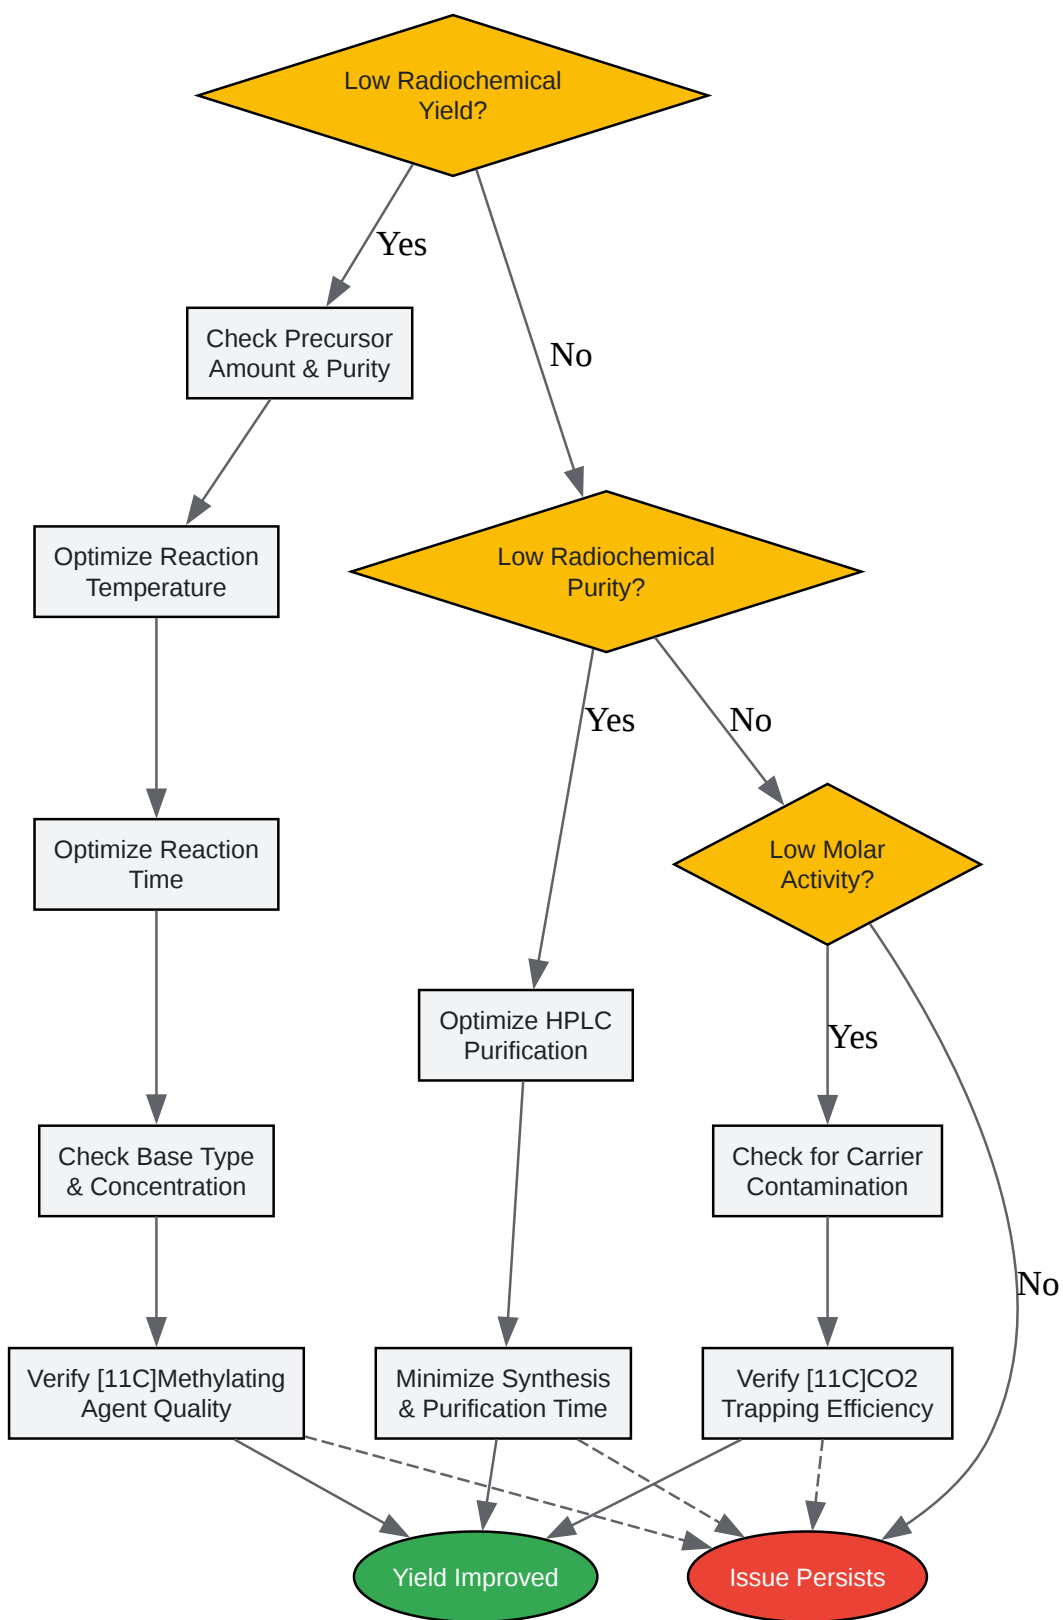 Low Radiochemical
Yield?
Yes
No
Check Precursor
Amount & Purity
Optimize Reaction
Temperature
Low Radiochemical
Purity?
Yes
No
Optimize Reaction
Time
Low Molar
Activity?
Optimize HPLC
Purification
Yes
Check Base Type
& Concentration
Check for Carrier
Contamination
No
Verify [11C]Methylating
Agent Quality
Minimize Synthesis
& Purification Time
Verify [11C]CO2
Trapping Efficiency
Yield Improved
Issue Persists